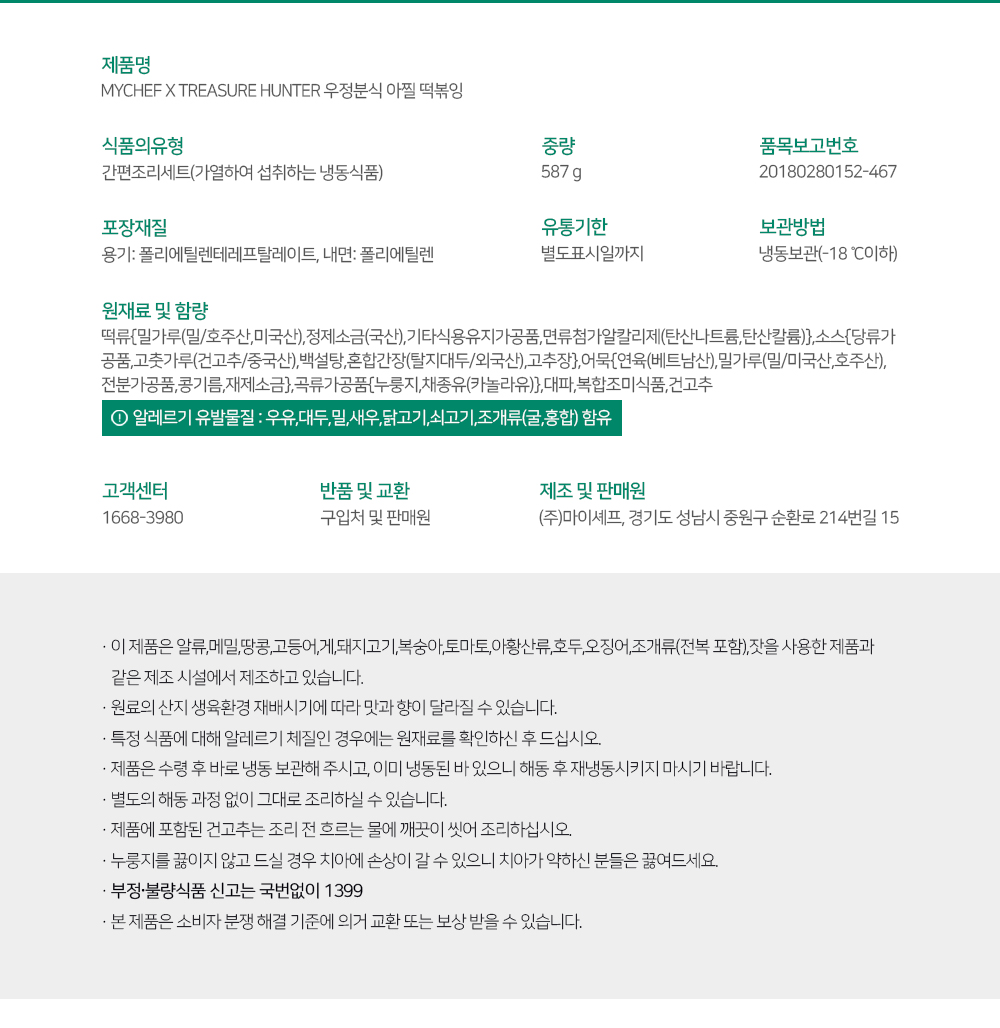 제품명
MYCHEF X TREASURE HUNTER 우정분식 아찔 떡볶잉
식품의유형
간편조리세트(가열하여 섭취하는 냉동식품)
중량
587 g
품목보고번호
20180280152-467
포장재질
용기: 폴리에틸렌테레프탈레이트, 내면: 폴리에틸렌
유통기한
별도표시일까지
보관방법
냉동보관(-18 ℃이하)
원재료 및 함량
떡류{밀가루(밀/호주산,미국산),정제소금(국산),기타식용유지가공품,면류첨가알칼리제(탄산나트륨,탄산칼륨)},소스{당류가
공품,고춧가루(건고추/중국산),백설탕,혼합간장(탈지대두/외국산),고추장},어묵{연육(베트남산),밀가루(밀/미국산,호주산),
전분가공품,콩기름,재제소금},곡류가공품{누룽지,채종유(카놀라유)},대파,복합조미식품,건고추
알레르기 유발물질 : 우유,대두,밀,새우,닭고기,쇠고기,조개류(굴,홍합) 함유
고객센터
1668-3980
반품 및 교환
구입처 및 판매원
제조 및 판매원
(주)마이셰프, 경기도 성남시 중원구 순환로 214번길 15
· 이 제품은 알류,메밀,땅콩,고등어,게,돼지고기,복숭아,토마토,아황산류,호두,오징어,조개류(전복 포함),잣을 사용한 제품과
같은 제조 시설에서 제조하고 있습니다.
· 원료의 산지 생육환경 재배시기에 따라 맛과 향이 달라질 수 있습니다.
· 특정 식품에 대해 알레르기 체질인 경우에는 원재료를 확인하신 후 드십시오.
· 제품은 수령 후 바로 냉동 보관해 주시고, 이미 냉동된 바 있으니 해동 후 재냉동시키지 마시기 바랍니다.
· 별도의 해동 과정 없이 그대로 조리하실 수 있습니다.
· 제품에 포함된 건고추는 조리 전 흐르는 물에 깨끗이 씻어 조리하십시오.
· 누룽지를 끓이지 않고 드실 경우 치아에 손상이 갈 수 있으니 치아가 약하신 분들은 끓여드세요.
· 부정·불량식품 신고는 국번없이 1399
· 본 제품은 소비자 분쟁 해결 기준에 의거 교환 또는 보상 받을 수 있습니다.